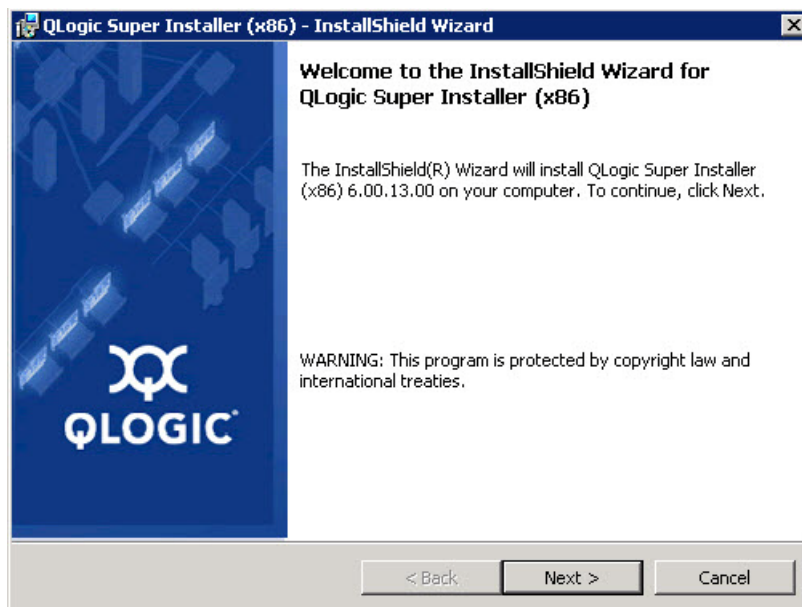 QLogic Super Installer (x86) - InstallShield Wizard
Welcome to the InstallShield Wizard for
QLogic Super Installer (x86)
The InstallShield(R) Wizard will install QLogic Super Installer
(x86) 6.00.13.00 on your computer. To continue, click Next.
WARNING: This program is protected by copyright law and
international treaties.
QLOGIC
< Back
Next >
Cancel